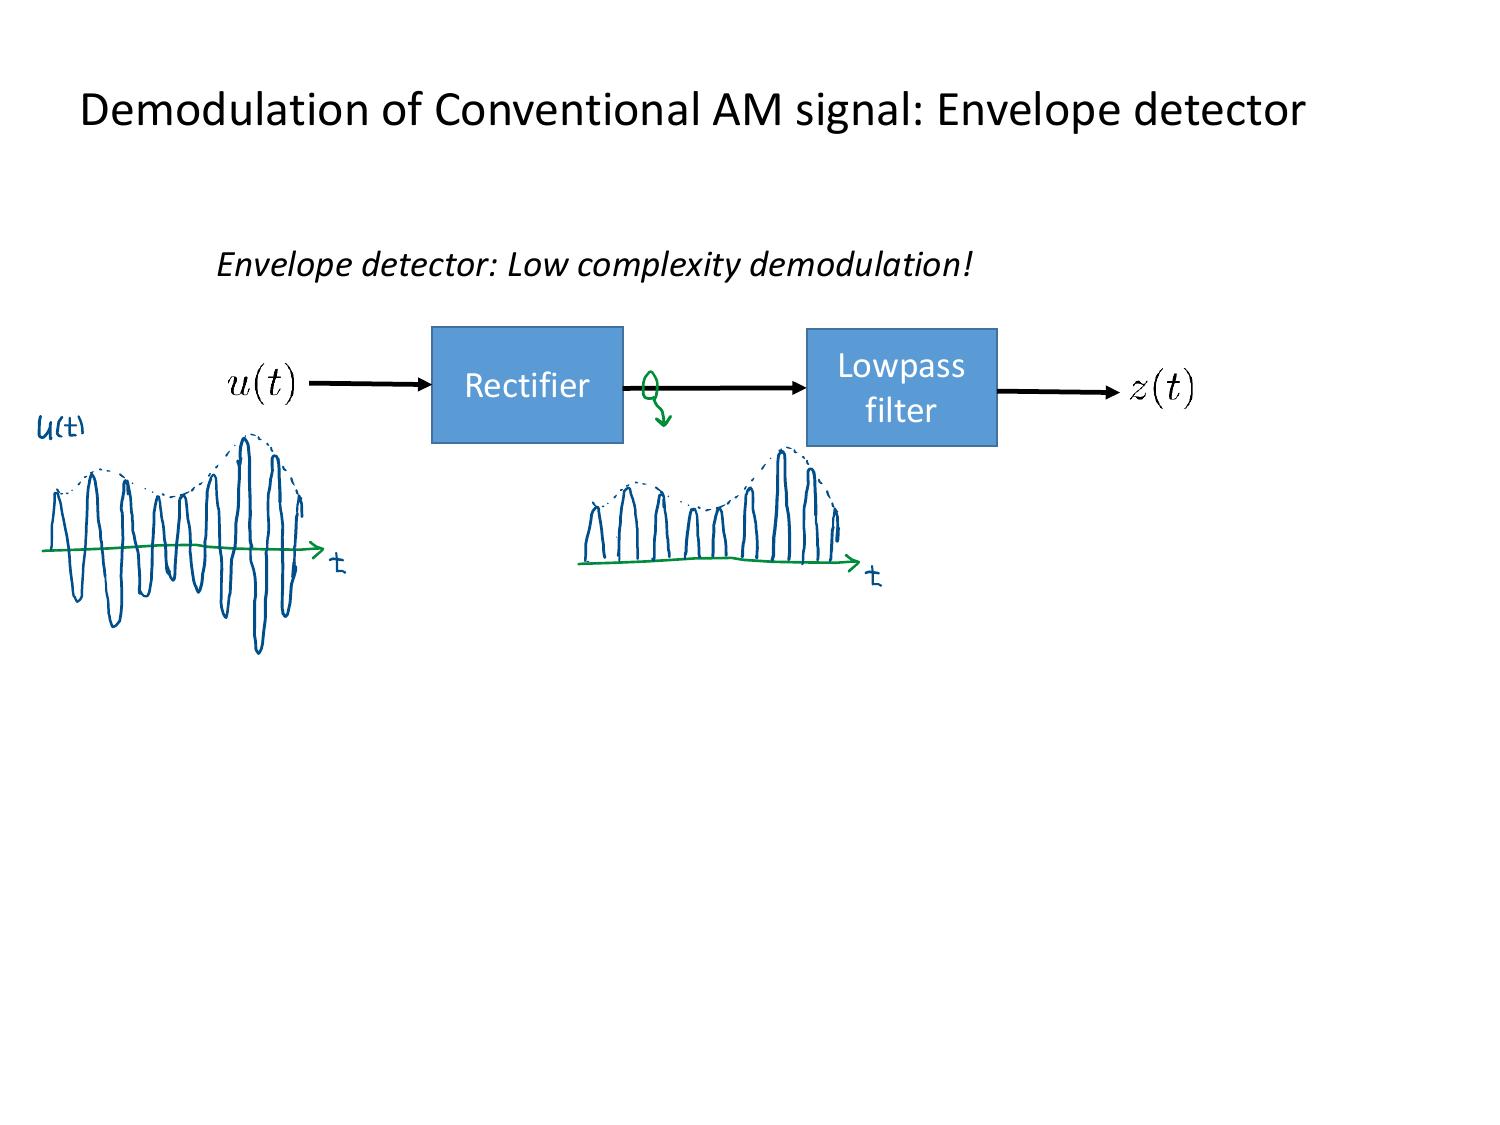 Demodulation of Conventional AM signal: Envelope detector
Envelope detector: Low complexity demodulation!
u(t)
Rectifier
Lowpass
filter
z(t)
u(t)
t
t